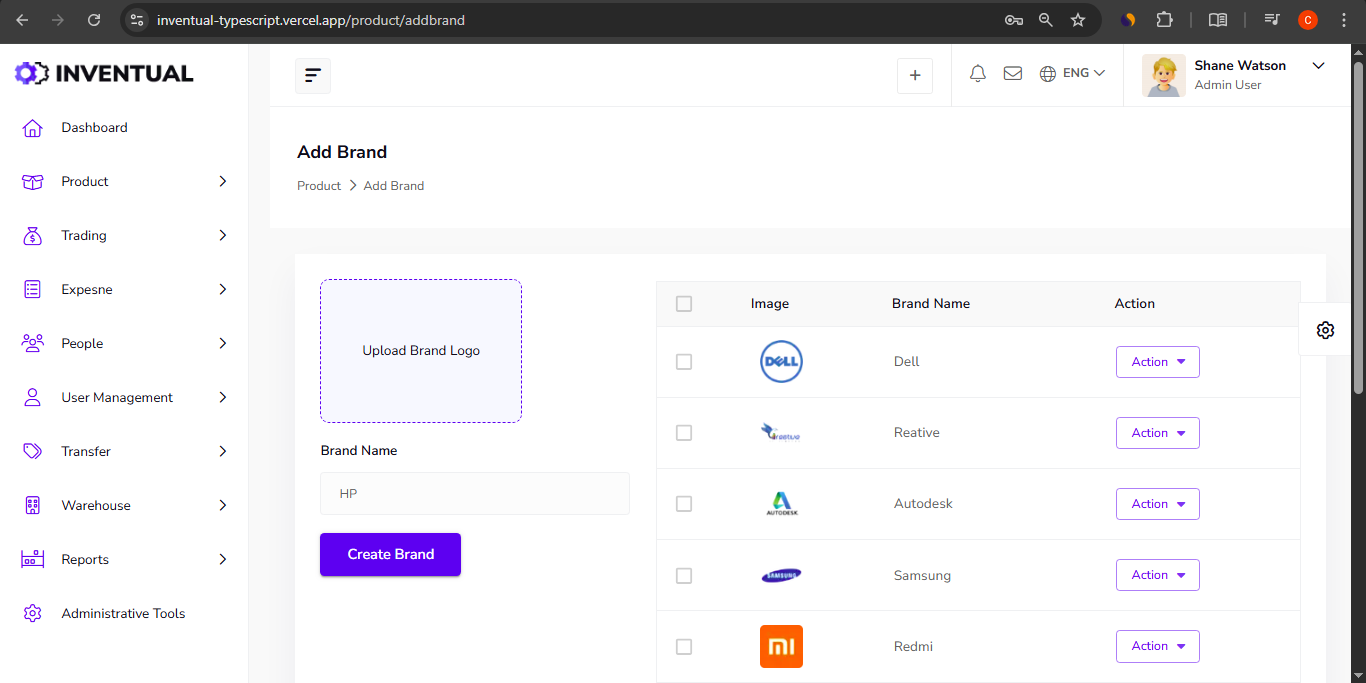 inventual-typescript.vercel.app/product/addbrand
C
INVENTUAL
ENG
Shane Watson
Admin User
Dashboard
Product
Trading
Expesne
People
User Management
Transfer
Warehouse
Reports
Administrative Tools
Add Brand
Product
Add Brand
Upload Brand Logo
Brand Name
HP
Create Brand
Image Brand Name Action
DELL Dell Action
Creative Reative Action
AUTODESK Autodesk Action
SAMSUNG Samsung Action
mi Redmi Action